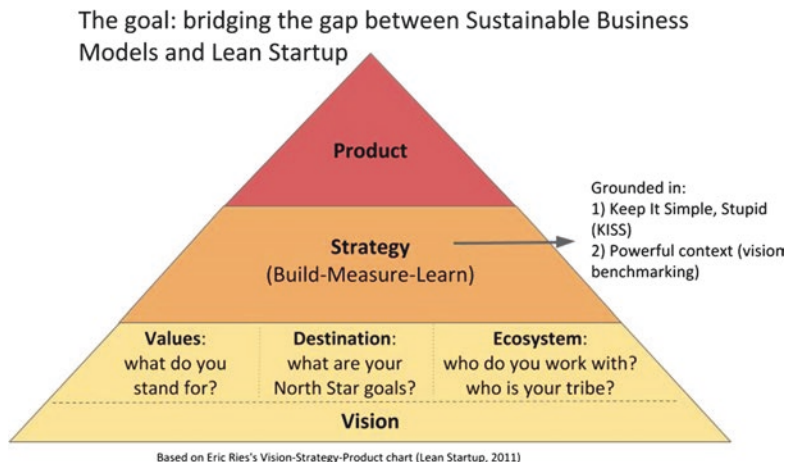 The goal: bridging the gap between Sustainable Business
Models and Lean Startup
Product
Grounded in:
1) Keep It Simple, Stupid
(KISS)
2) Powerful context (vision
benchmarking)
Strategy
(Build-Measure-Learn)
Values:
what do you
stand for?
Destination:
what are your
North Star goals?
Ecosystem:
who do you work with?
who is your tribe?
Vision
Based on Eric Ries's Vision-Strategy-Product chart (Lean Startup, 2011)